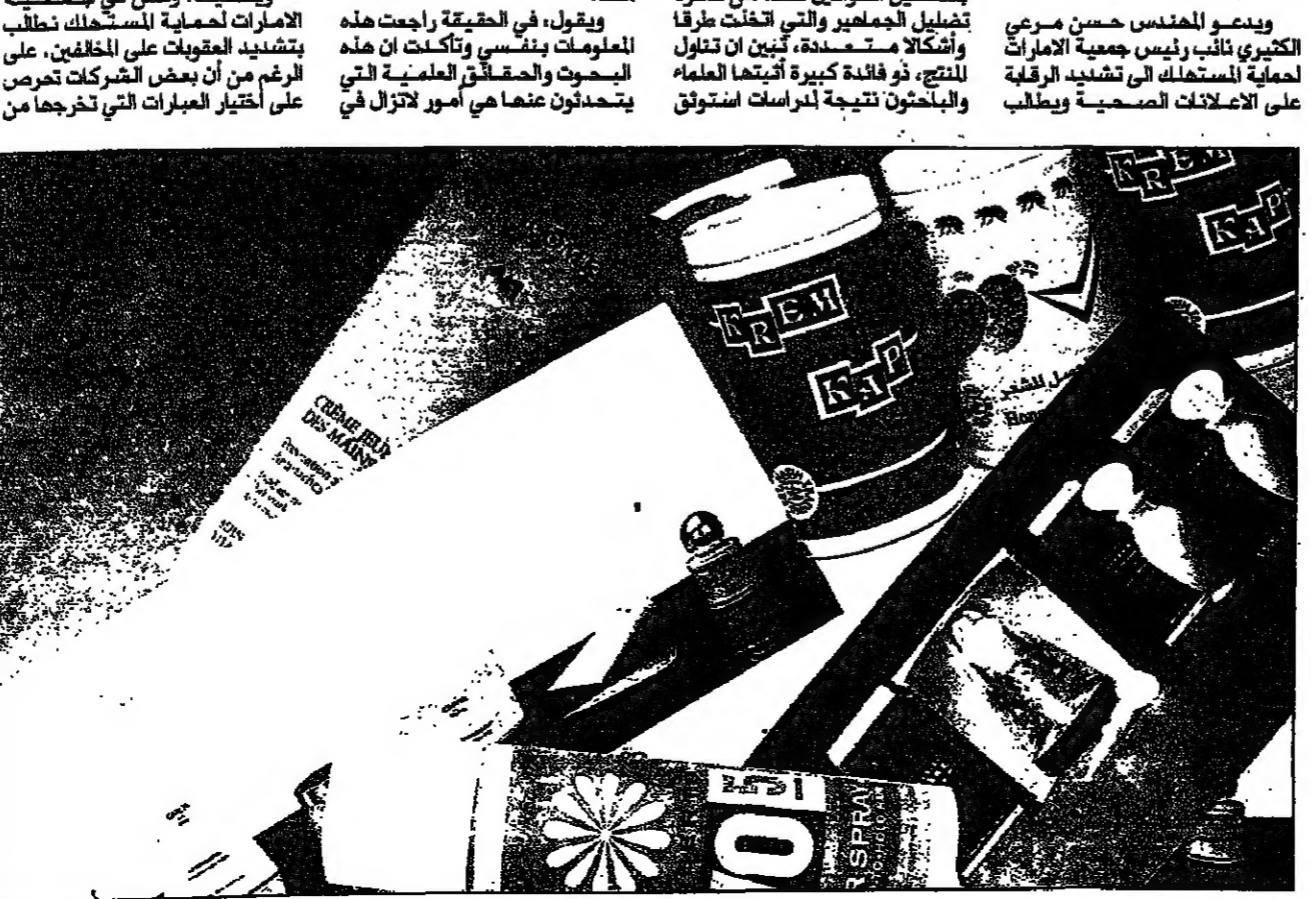 ويدعو المهندس حسن مرعي
الكثيري نائب رئيس جمعية الامارات
لحماية المستهلك الى تشديد الرقابة
على الاعلانات الصحية ويطالب
تضليل الجماهير والتي اتخذت طرقا
وأشكالا متعددة، تبين ان تناول
المنتج، ذو فائدة كبيرة أثبتها العلماء
والباحثون نتيجة لدراسات استوثق
ويقول، في الحقيقة راجعت هذه
المعلومات بنفسي وتأكدت ان هذه
البحوث والحقائق العلمية التي
يتحدثون عنها هي أمور لاتزال في
الامارات لحماية المستهلك نطالب
بتشديد العقوبات على المخالفين، على
الرغم من أن بعض الشركات تحرص
على أختيار العبارات التي تخرجها من
KREM
KAP
KREM
KAP
للشعر
CRÈME
DES MAINS
R SPRAY